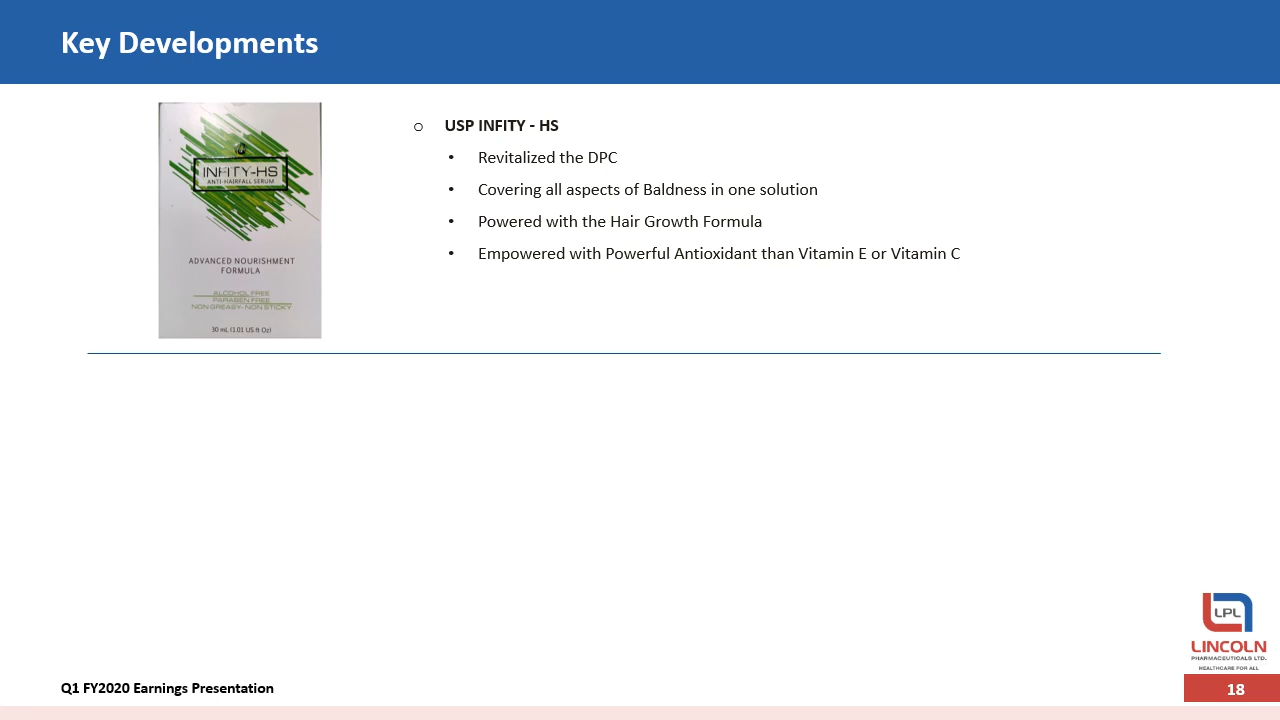 Key Developments
INFITY-HS
ANTI-HAIRFALL SERUM
ADVANCED NOURISHMENT
FORMULA
ALCOHOL FREE
PARABEN FREE
NON GREASY-NON STICKY
30 mL (1.01 US fl Oz)
o USP INFITY - HS
• Revitalized the DPC
• Covering all aspects of Baldness in one solution
• Powered with the Hair Growth Formula
• Empowered with Powerful Antioxidant than Vitamin E or Vitamin C
LPL
LINCOLN
PHARMACEUTICALS LTD.
HEALTHCARE FOR ALL
Q1 FY2020 Earnings Presentation
18